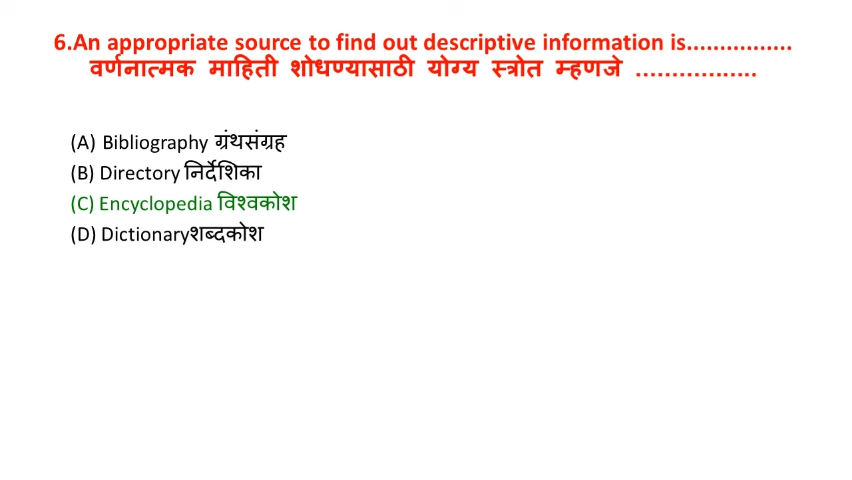 6.An appropriate source to find out descriptive information is................
वर्णनात्मक माहिती शोधण्यासाठी योग्य स्त्रोत म्हणजे .................
(A) Bibliography ग्रंथसंग्रह
(B) Directory निर्देशिका
(C) Encyclopedia विश्वकोश
(D) Dictionaryशब्दकोश